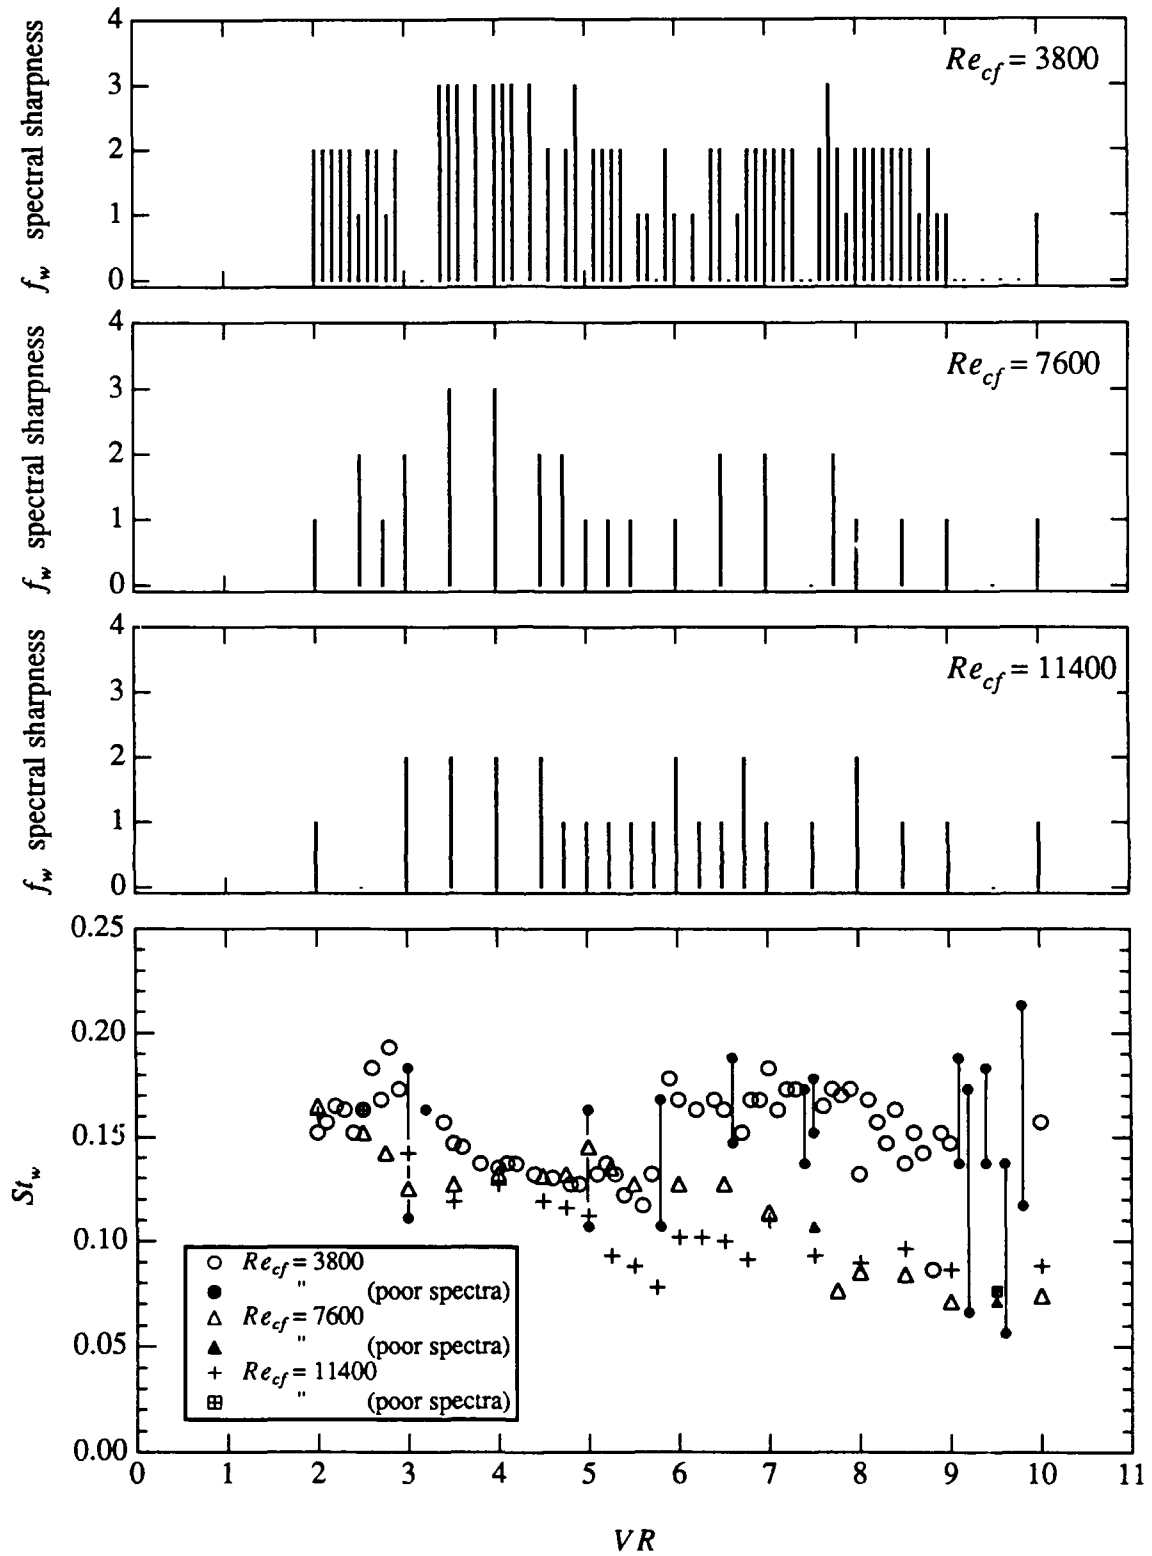 4
3
2
1
0
f_w spectral sharpness
Re_cf = 3800
4
3
2
1
0
f_w spectral sharpness
Re_cf = 7600
4
3
2
1
0
f_w spectral sharpness
Re_cf = 11400
0.25
0.20
0.15
0.10
0.05
0.00
St_w
Re_cf = 3800
" (poor spectra)
Re_cf = 7600
" (poor spectra)
Re_cf = 11400
" (poor spectra)
0 1 2 3 4 5 6 7 8 9 10 11
VR